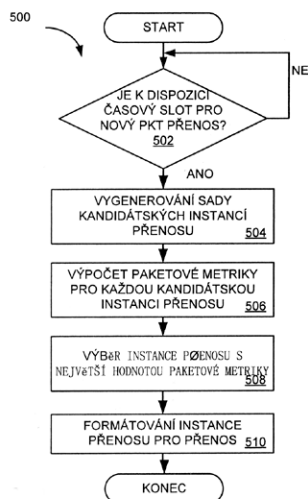 500
START
JE K DISPOZICI
ČASOVÝ SLOT PRO
NOVÝ PKT PŘENOS?
502
NE
ANO
VYGENEROVÁNÍ SADY
KANDIDÁTSKÝCH INSTANCÍ
PŘENOSU
504
VÝPOČET PAKETOVÉ METRIKY
PRO KAŽDOU KANDIDÁTSKOU
INSTANCI PŘENOSU
506
VÝBěR INSTANCE PØENOSU S
NEJVěTŠÍ HODNOTOU PAKETOVÉ METRIKY
508
FORMÁTOVÁNÍ INSTANCE
PŘENOSU PRO PŘENOS
510
KONEC